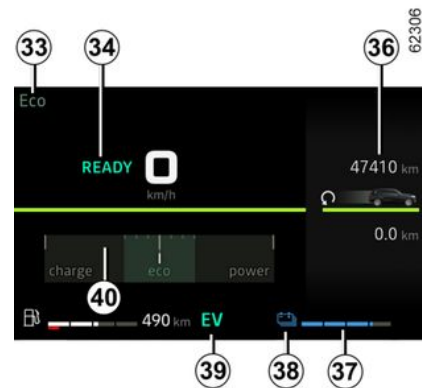 62306
33
34
36
Eco
READY 0
km/h
47410 km
0.0 km
charge eco power
40
490 km EV
39
38
37